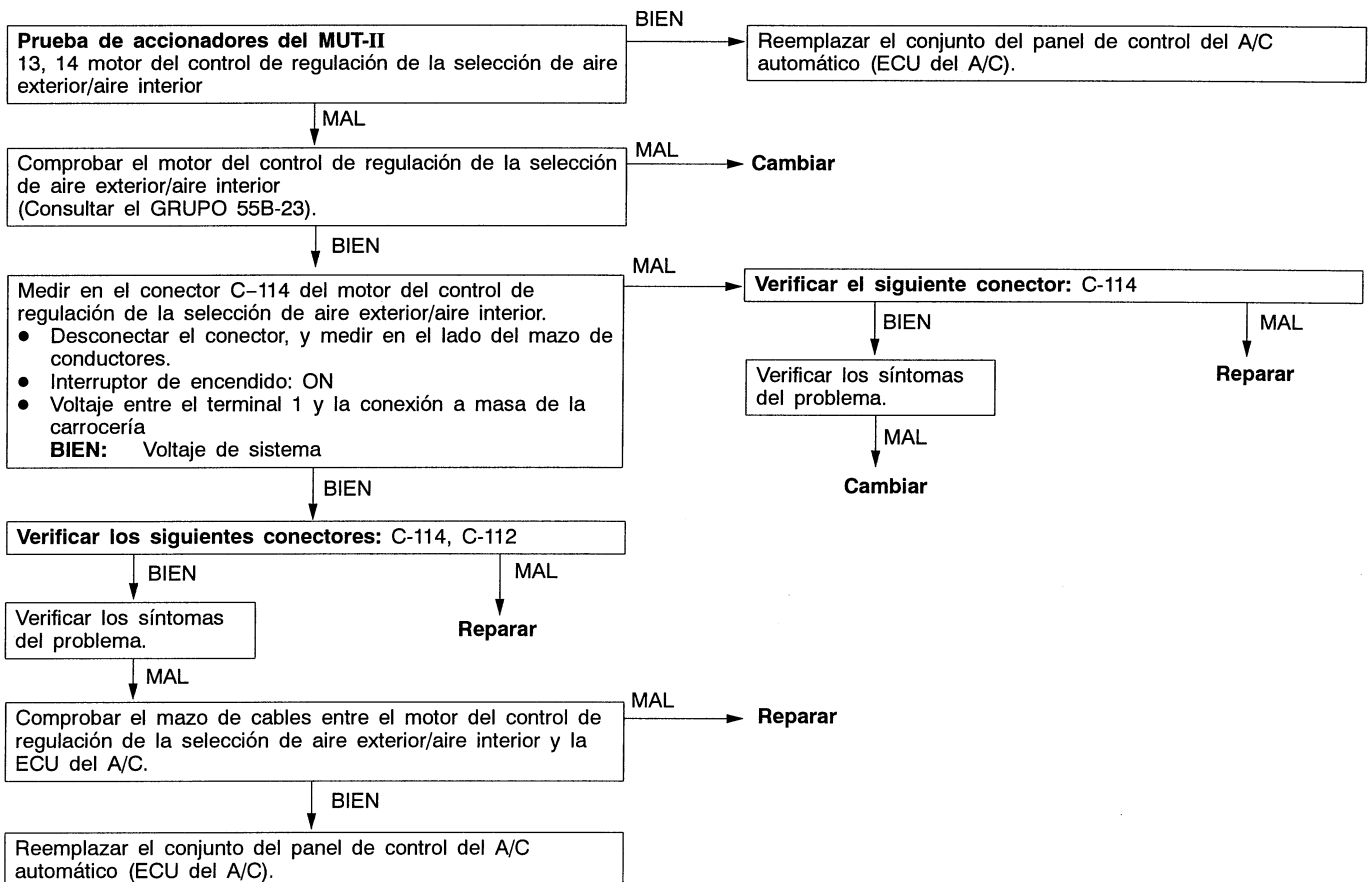 Prueba de accionadores del MUT-II
13, 14 motor del control de regulación de la selección de aire
exterior/aire interior
BIEN
Reemplazar el conjunto del panel de control del A/C
automático (ECU del A/C).
MAL
Comprobar el motor del control de regulación de la selección
de aire exterior/aire interior
(Consultar el GRUPO 55B-23).
MAL
Cambiar
BIEN
Medir en el conector C-114 del motor del control de
regulación de la selección de aire exterior/aire interior.
● Desconectar el conector, y medir en el lado del mazo de
conductores.
● Interruptor de encendido: ON
● Voltaje entre el terminal 1 y la conexión a masa de la
carrocería
BIEN: Voltaje de sistema
MAL
Verificar el siguiente conector: C-114
BIEN
MAL
Verificar los síntomas
del problema.
Reparar
MAL
Cambiar
BIEN
Verificar los siguientes conectores: C-114, C-112
BIEN
MAL
Verificar los síntomas
del problema.
Reparar
MAL
Comprobar el mazo de cables entre el motor del control de
regulación de la selección de aire exterior/aire interior y la
ECU del A/C.
MAL
Reparar
BIEN
Reemplazar el conjunto del panel de control del A/C
automático (ECU del A/C).